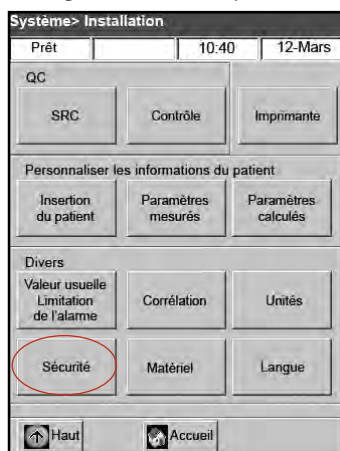 Système> Installation
Prêt 10:40 12-Mars
QC
SRC Contrôle Imprimante
Personnaliser les informations du patient
Insertion du patient
Paramètres mesurés
Paramètres calculés
Divers
Valeur usuelle
Limitation
de l'alarme
Corrélation
Unités
Sécurité Matériel Langue
Haut Accueil